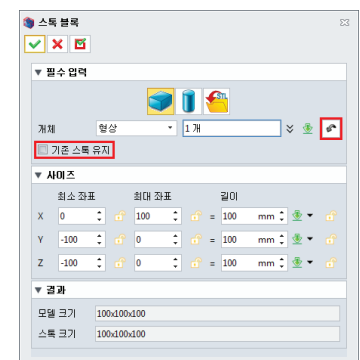 스톡 블록
▼ 필수 입력
STL
개체 형상 1 개
기존 스톡 유지
▼ 사이즈
최소 좌표 최대 좌표 길이
X 0 100 = 100 mm
Y -100 0 = 100 mm
Z -100 0 = 100 mm
▼ 결과
모델 크기 100x100x100
스톡 크기 100x100x100